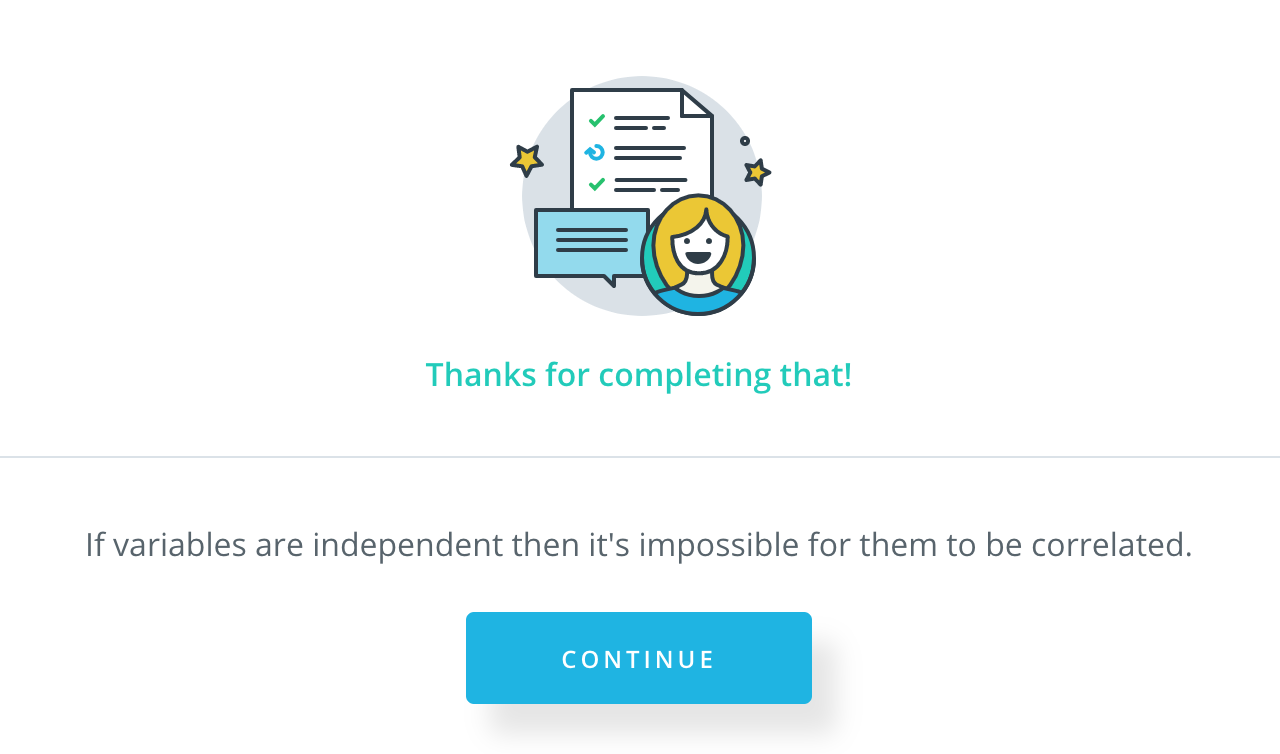 Thanks for completing that!
If variables are independent then it's impossible for them to be correlated.
CONTINUE